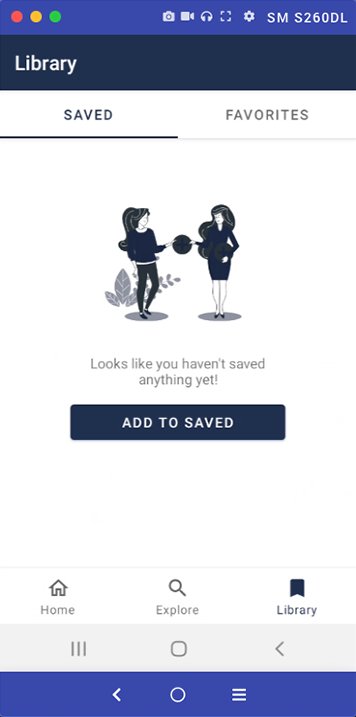 SM S260DL
Library
SAVED
FAVORITES
Looks like you haven't saved
anything yet!
ADD TO SAVED
Home
Explore
Library